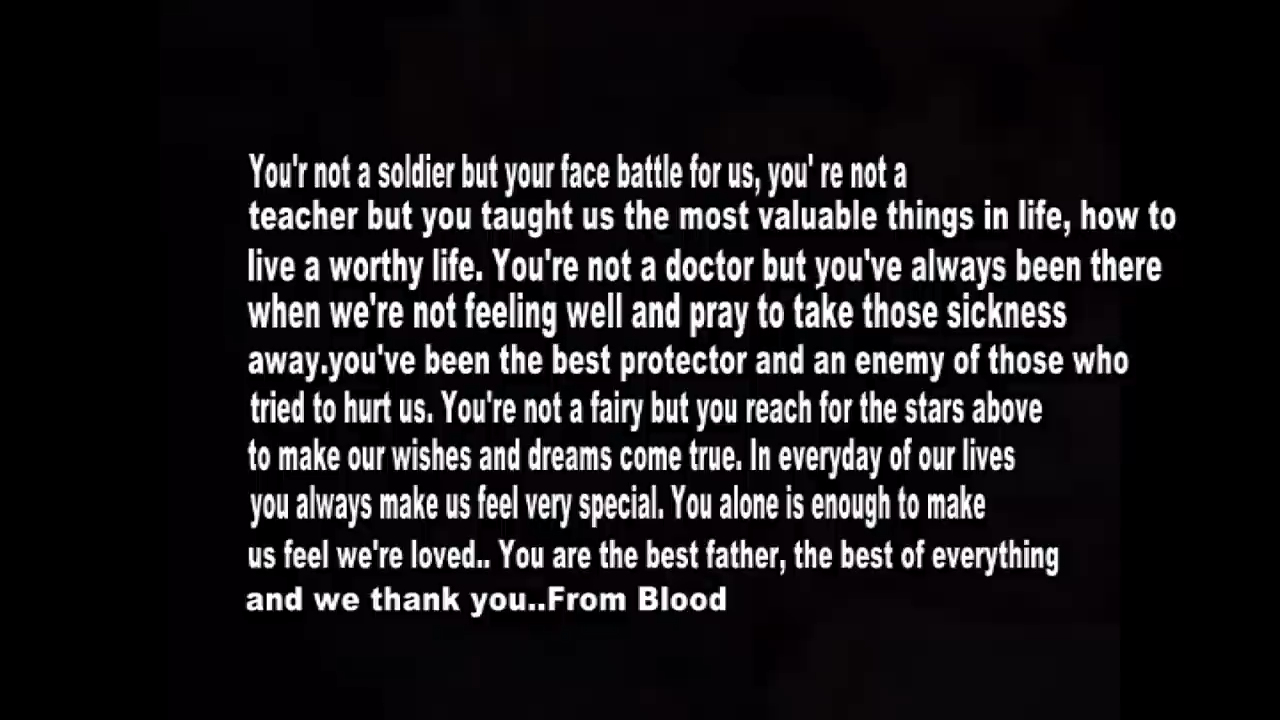 You'r not a soldier but your face battle for us, you' re not a
teacher but you taught us the most valuable things in life, how to
live a worthy life. You're not a doctor but you've always been there
when we're not feeling well and pray to take those sickness
away.you've been the best protector and an enemy of those who
tried to hurt us. You're not a fairy but you reach for the stars above
to make our wishes and dreams come true. In everyday of our lives
you always make us feel very special. You alone is enough to make
us feel we're loved.. You are the best father, the best of everything
and we thank you..From Blood